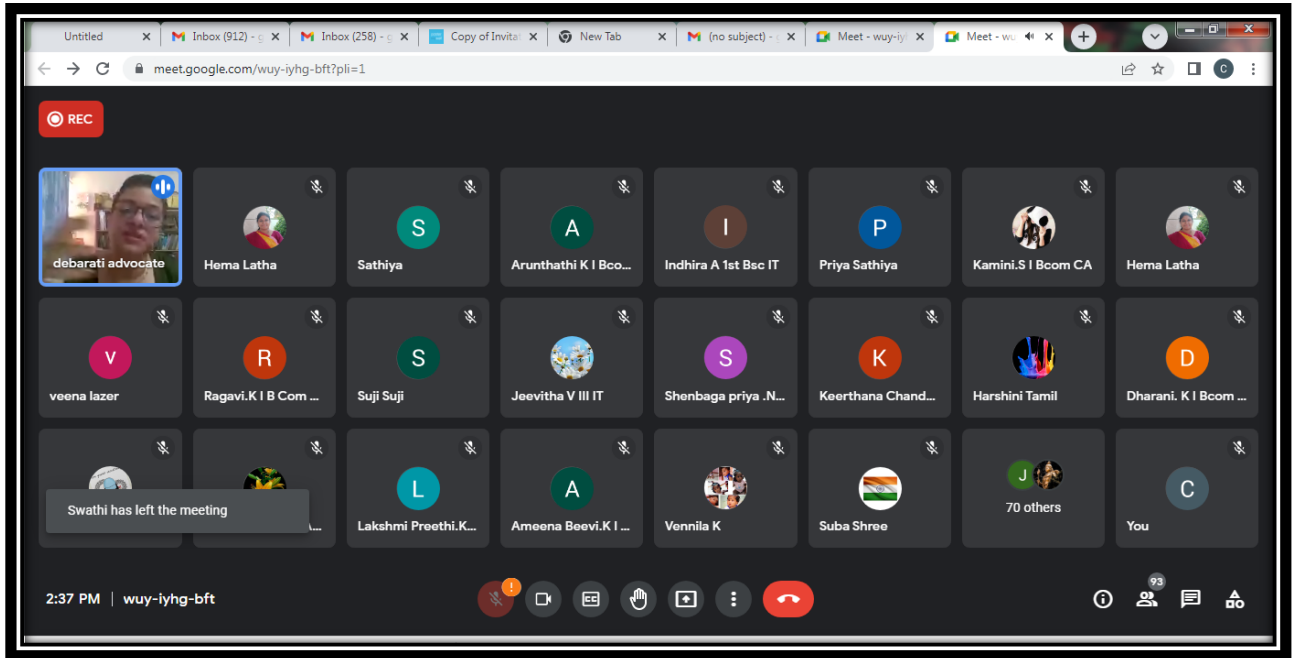 Untitled
Inbox (912) - g
Inbox (258) - g
Copy of Invitat
New Tab
(no subject) - g
Meet - wuy-iyl
Meet - wu
meet.google.com/wuy-iyhg-bft?pli=1
C
REC
debarati advocate
Hema Latha
S
Sathiya
A
Arunthathi K I Bco...
I
Indhira A 1st Bsc IT
P
Priya Sathiya
Kamini.S I Bcom CA
Hema Latha
V
veena lazer
R
Ragavi.K I B Com ...
S
Suji Suji
Jeevitha V III IT
S
Shenbaga priya .N...
K
Keerthana Chand...
Harshini Tamil
D
Dharani. K I Bcom ...
Swathi has left the meeting
L
Lakshmi Preethi.K...
A
Ameena Beevi.K I ...
Vennila K
Suba Shree
J
70 others
C
You
2:37 PM | wuy-iyhg-bft
!
CC
93